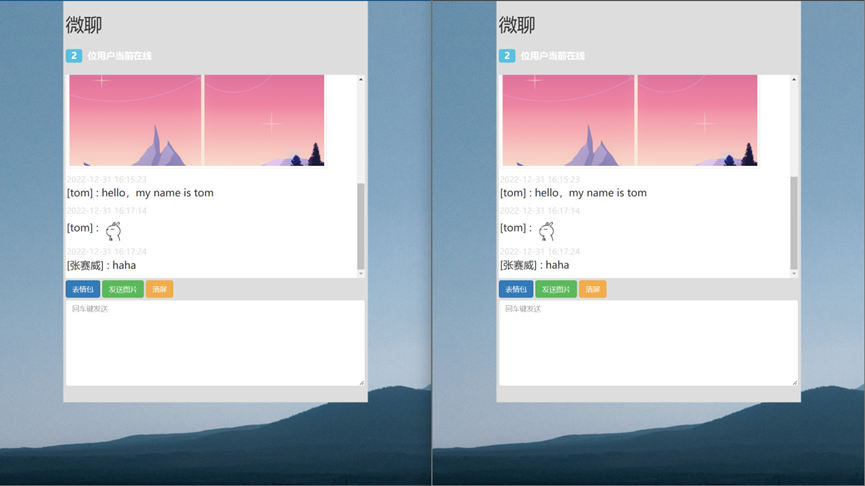 微聊
2 位用户当前在线
2022-12-31 16:15:23
[tom] : hello，my name is tom
2022-12-31 16:17:14
[tom] :
2022-12-31 16:17:24
[张赛威] : haha
表情包 发送图片 清屏
回车键发送
微聊
2 位用户当前在线
2022-12-31 16:15:23
[tom] : hello，my name is tom
2022-12-31 16:17:14
[tom] :
2022-12-31 16:17:24
[张赛威] : haha
表情包 发送图片 清屏
回车键发送